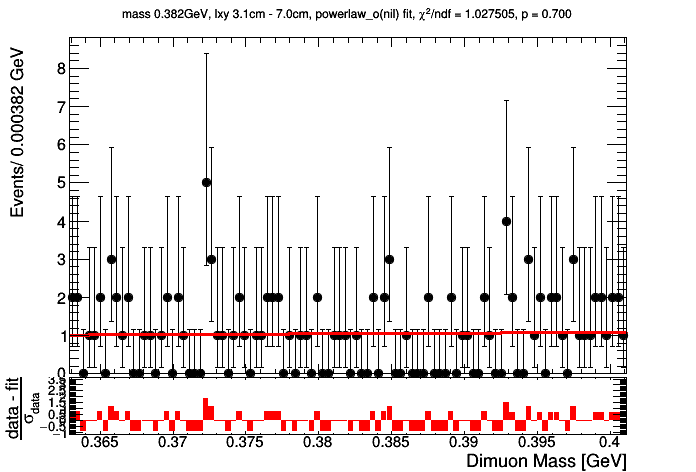 mass 0.382GeV, lxy 3.1cm - 7.0cm, powerlaw_o(nil) fit, χ²/ndf = 1.027505, p = 0.700
Events/ 0.000382 GeV
8
7
6
5
4
3
2
1
0
data - fit
σdata
0.365 0.37 0.375 0.38 0.385 0.39 0.395 0.4
Dimuon Mass [GeV]